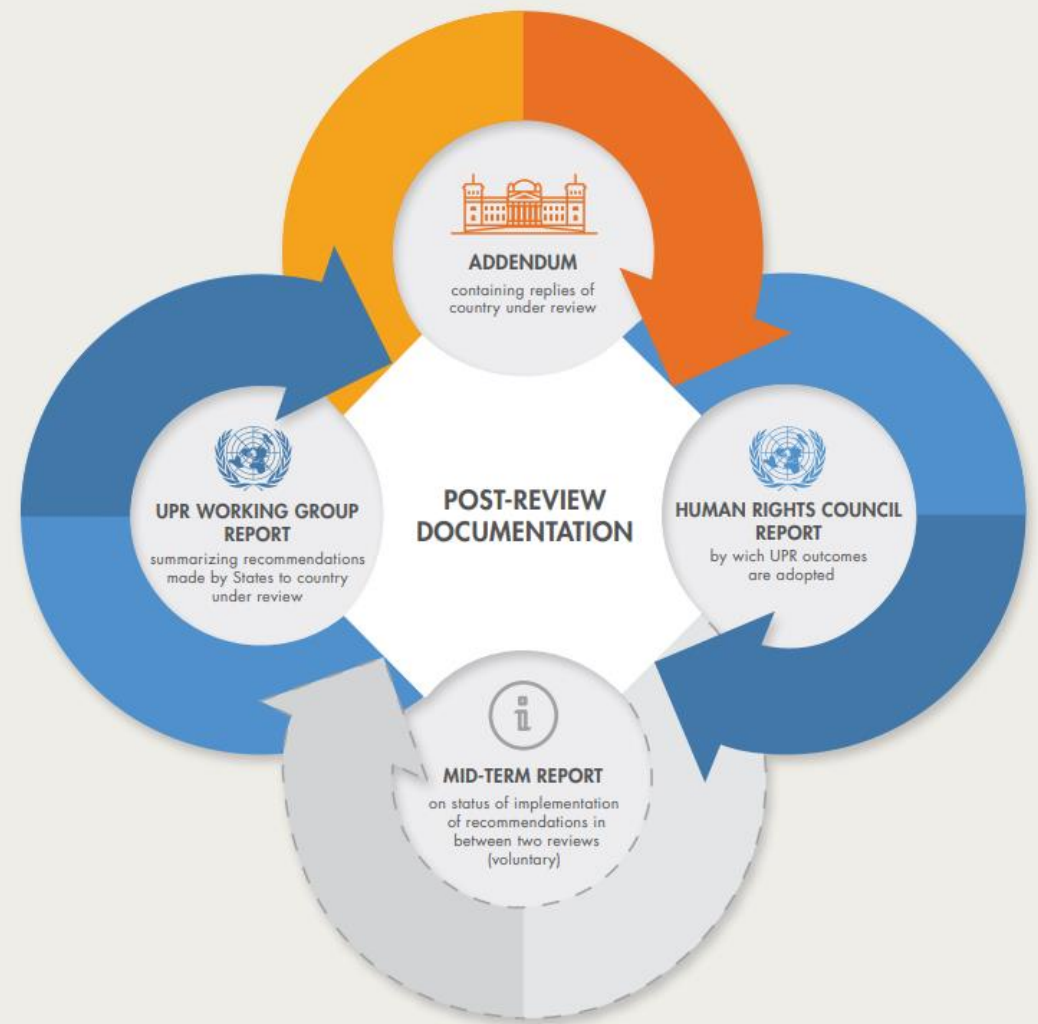 ADDENDUM
containing replies of
country under review
UPR WORKING GROUP
REPORT
summarizing recommendations
made by States to country
under review
POST-REVIEW
DOCUMENTATION
HUMAN RIGHTS COUNCIL
REPORT
by wich UPR outcomes
are adopted
MID-TERM REPORT
on status of implementation
of recommendations in
between two reviews
(voluntary)